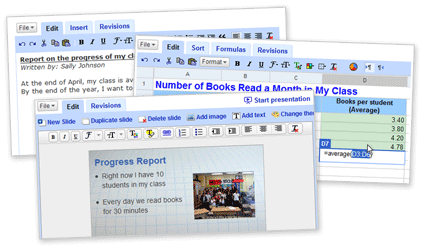 File Edit Insert Revisions
B I U
Report on the progress of my cla
Written by: Sally Johnson
At the end of April, my class is av
By the end of the year, I want to
File Edit Sort Formulas Revisions
Format B I U
A B C D
1 Number of Books Read a Month in My Class
Books per student
(Average)
3.40
3.80
4.20
4.78
D7
=average(D3:D6)
File Edit Revisions
Start presentation
New Slide Duplicate slide Delete slide Add image Add text Change them
B I U
Progress Report
• Right now I have 10
students in my class
• Every day we read books
for 30 minutes